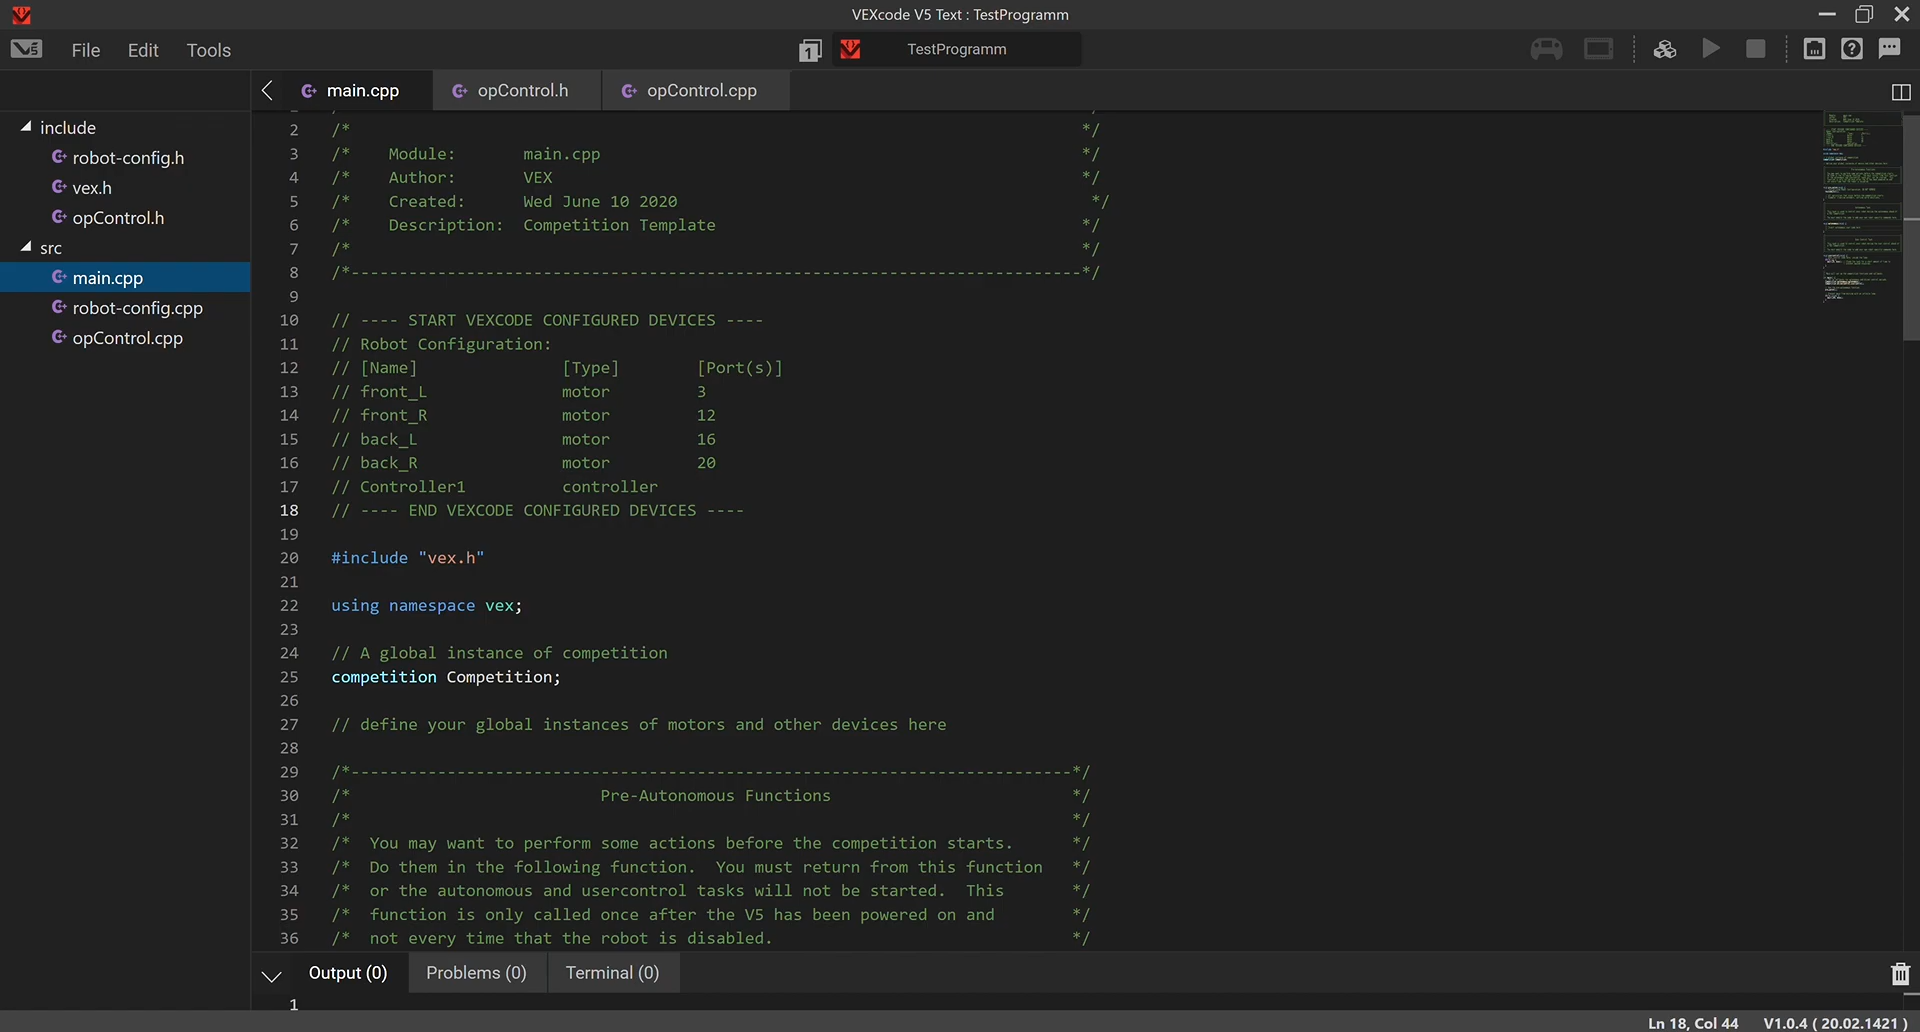 VEXcode V5 Text : TestProgramm
V5 File Edit Tools 1 TestProgramm
main.cpp opControl.h opControl.cpp
include
robot-config.h
vex.h
opControl.h
src
main.cpp
robot-config.cpp
opControl.cpp
2 /* */
3 /* Module: main.cpp */
4 /* Author: VEX */
5 /* Created: Wed June 10 2020 */
6 /* Description: Competition Template */
7 /* */
8 /*----------------------------------------------------------------------------*/
9
10 // ---- START VEXCODE CONFIGURED DEVICES ----
11 // Robot Configuration:
12 // [Name] [Type] [Port(s)]
13 // front_L motor 3
14 // front_R motor 12
15 // back_L motor 16
16 // back_R motor 20
17 // Controller1 controller
18 // ---- END VEXCODE CONFIGURED DEVICES ----
19
20 #include "vex.h"
21
22 using namespace vex;
23
24 // A global instance of competition
25 competition Competition;
26
27 // define your global instances of motors and other devices here
28
29 /*---------------------------------------------------------------------------*/
30 /* Pre-Autonomous Functions */
31 /* */
32 /* You may want to perform some actions before the competition starts. */
33 /* Do them in the following function. You must return from this function */
34 /* or the autonomous and usercontrol tasks will not be started. This */
35 /* function is only called once after the V5 has been powered on and */
36 /* not every time that the robot is disabled. */
Output (0) Problems (0) Terminal (0)
1
Ln 18, Col 44 V1.0.4 ( 20.02.1421 )